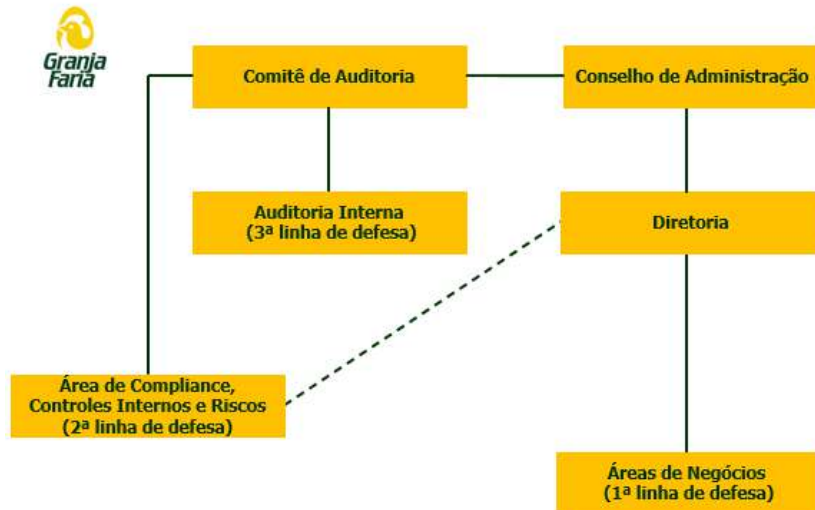 Granja
Faria
Comitê de Auditoria
Conselho de Administração
Auditoria Interna
(3ª linha de defesa)
Diretoria
Área de Compliance,
Controles Internos e Riscos
(2ª linha de defesa)
Áreas de Negócios
(1ª linha de defesa)